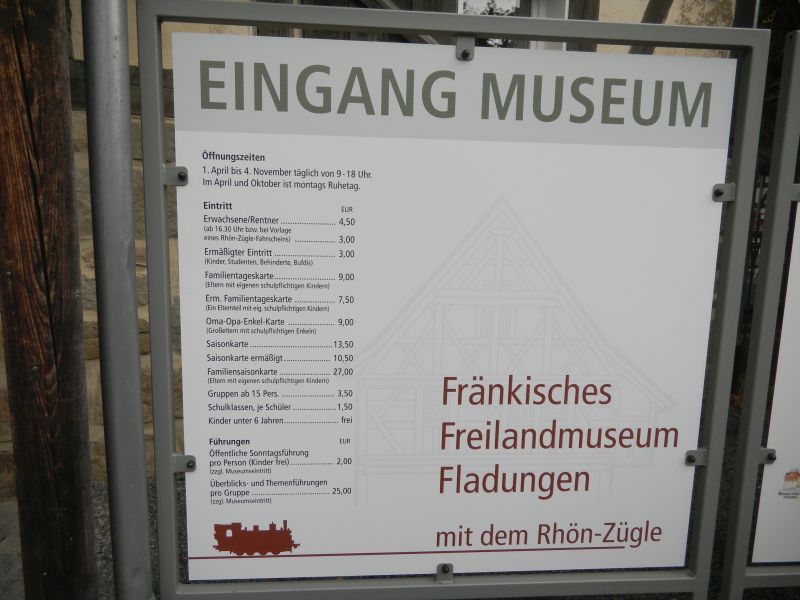 EINGANG MUSEUM
Öffnungszeiten
1. April bis 4. November täglich von 9-18 Uhr.
Im April und Oktober ist montags Ruhetag.
Eintritt EUR
Erwachsene/Rentner ........................ 4,50
(ab 16.30 Uhr bzw. bei Vorlage
eines Rhön-Zügle-Fahrscheins) .................. 3,00
Ermäßigter Eintritt ........................... 3,00
(Kinder, Studenten, Behinderte, Bufdis)
Familientageskarte........................... 9,00
(Eltern mit eigenen schulpflichtigen Kindern)
Erm. Familientageskarte .................. 7,50
(Ein Elternteil mit eig. schulpflichtigen Kindern)
Oma-Opa-Enkel-Karte .................... 9,00
(Großeltern mit schulpflichtigen Enkeln)
Saisonkarte ....................................13,50
Saisonkarte ermäßigt.................... 10,50
Familiensaisonkarte ....................... 27,00
(Eltern mit eigenen schulpflichtigen Kindern)
Gruppen ab 15 Pers. ....................... 3,50
Schulklassen, je Schüler...................1,50
Kinder unter 6 Jahren........................ frei
Führungen EUR
Öffentliche Sonntagsführung
pro Person (Kinder frei) ................... 2,00
(zzgl. Museumseintritt)
Überblicks- und Themenführungen
pro Gruppe .................................. 25,00
(zzgl. Museumseintritt)
Fränkisches
Freilandmuseum
Fladungen
mit dem Rhön-Zügle